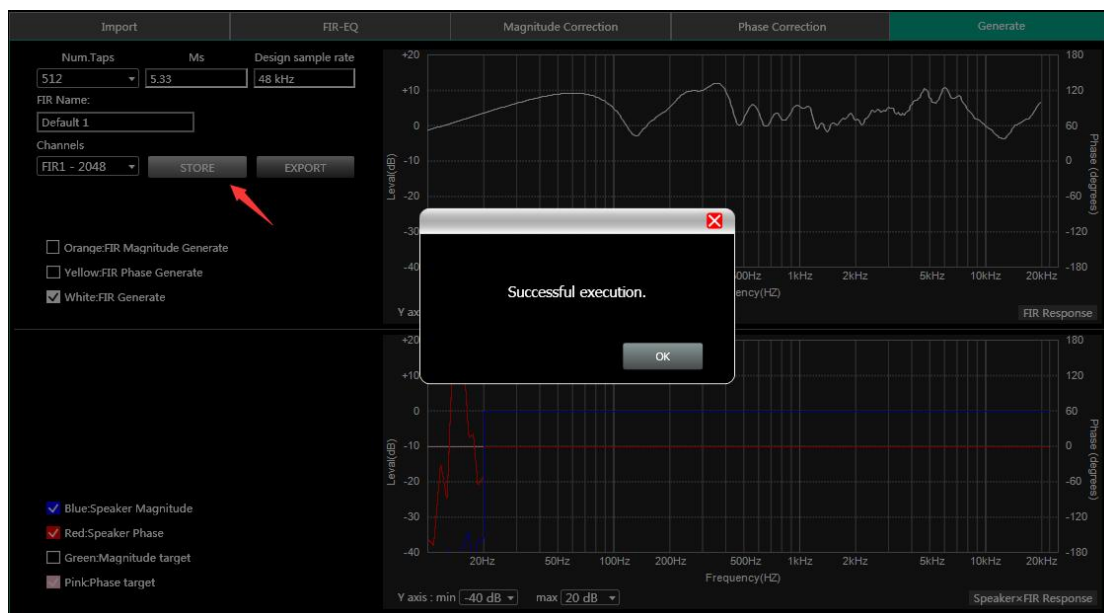 Import FIR-EQ Magnitude Correction Phase Correction Generate
Num.Taps Ms Design sample rate
512 5.33 48 kHz
FIR Name:
Default 1
Channels
FIR1 - 2048 STORE EXPORT
Orange:FIR Magnitude Generate
Yellow:FIR Phase Generate
White:FIR Generate
+20 180
+10 120
0 60
-10 0
-20 -60
-30 -120
-40 -180
Leval(dB)
Phase (degrees)
00Hz 1kHz 2kHz 5kHz 10kHz 20kHz
ency(HZ)
Y ax
FIR Response
Successful execution.
OK
+20 180
+10 120
0 60
-10 0
-20 -60
-30 -120
-40 -180
Leval(dB)
Phase (degrees)
20Hz 50Hz 100Hz 200Hz 500Hz 1kHz 2kHz 5kHz 10kHz 20kHz
Frequency(HZ)
Blue:Speaker Magnitude
Red:Speaker Phase
Green:Magnitude target
Pink:Phase target
Y axis : min -40 dB max 20 dB
Speaker×FIR Response